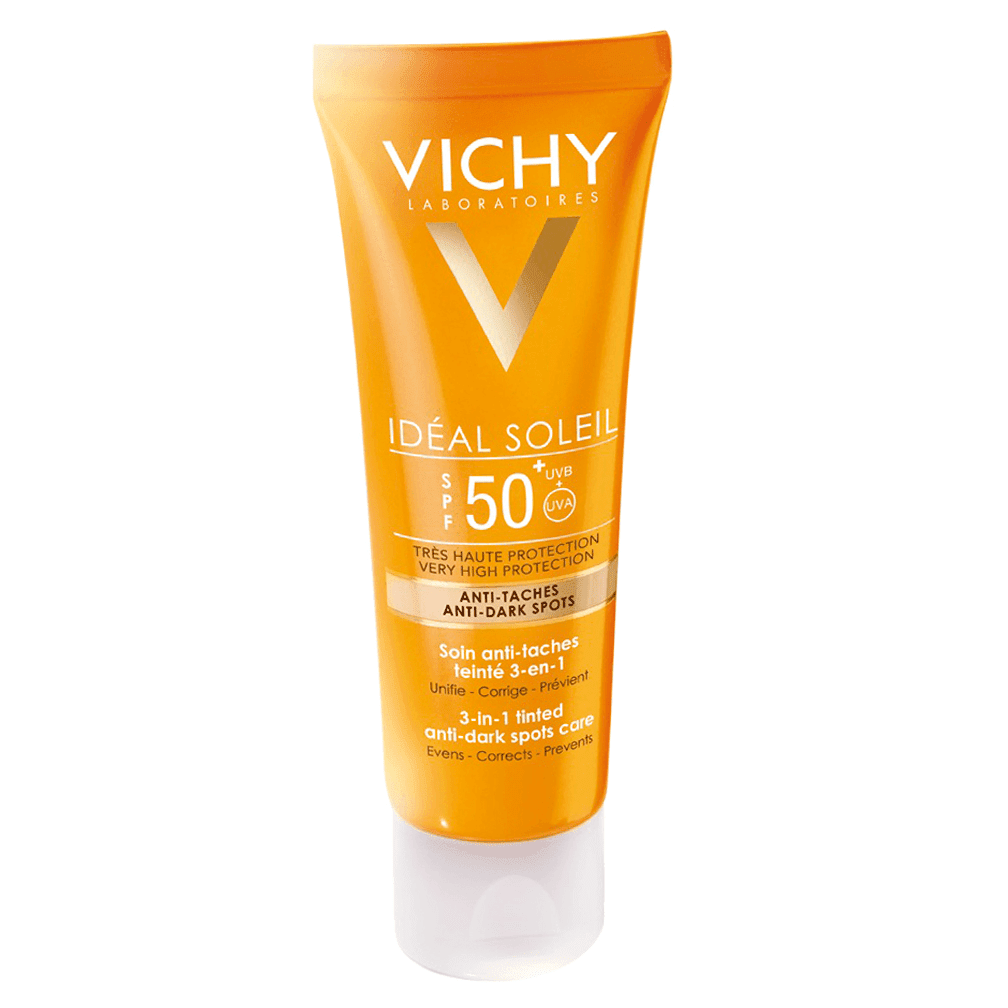 VICHY
LABORATOIRES
V
IDÉAL SOLEIL
SPF 50+ UVB + UVA
TRÈS HAUTE PROTECTION
VERY HIGH PROTECTION
ANTI-TACHES
ANTI-DARK SPOTS
Soin anti-taches
teinté 3-en-1
Unifie - Corrige - Prévient
3-in-1 tinted
anti-dark spots care
Evens - Corrects - Prevents